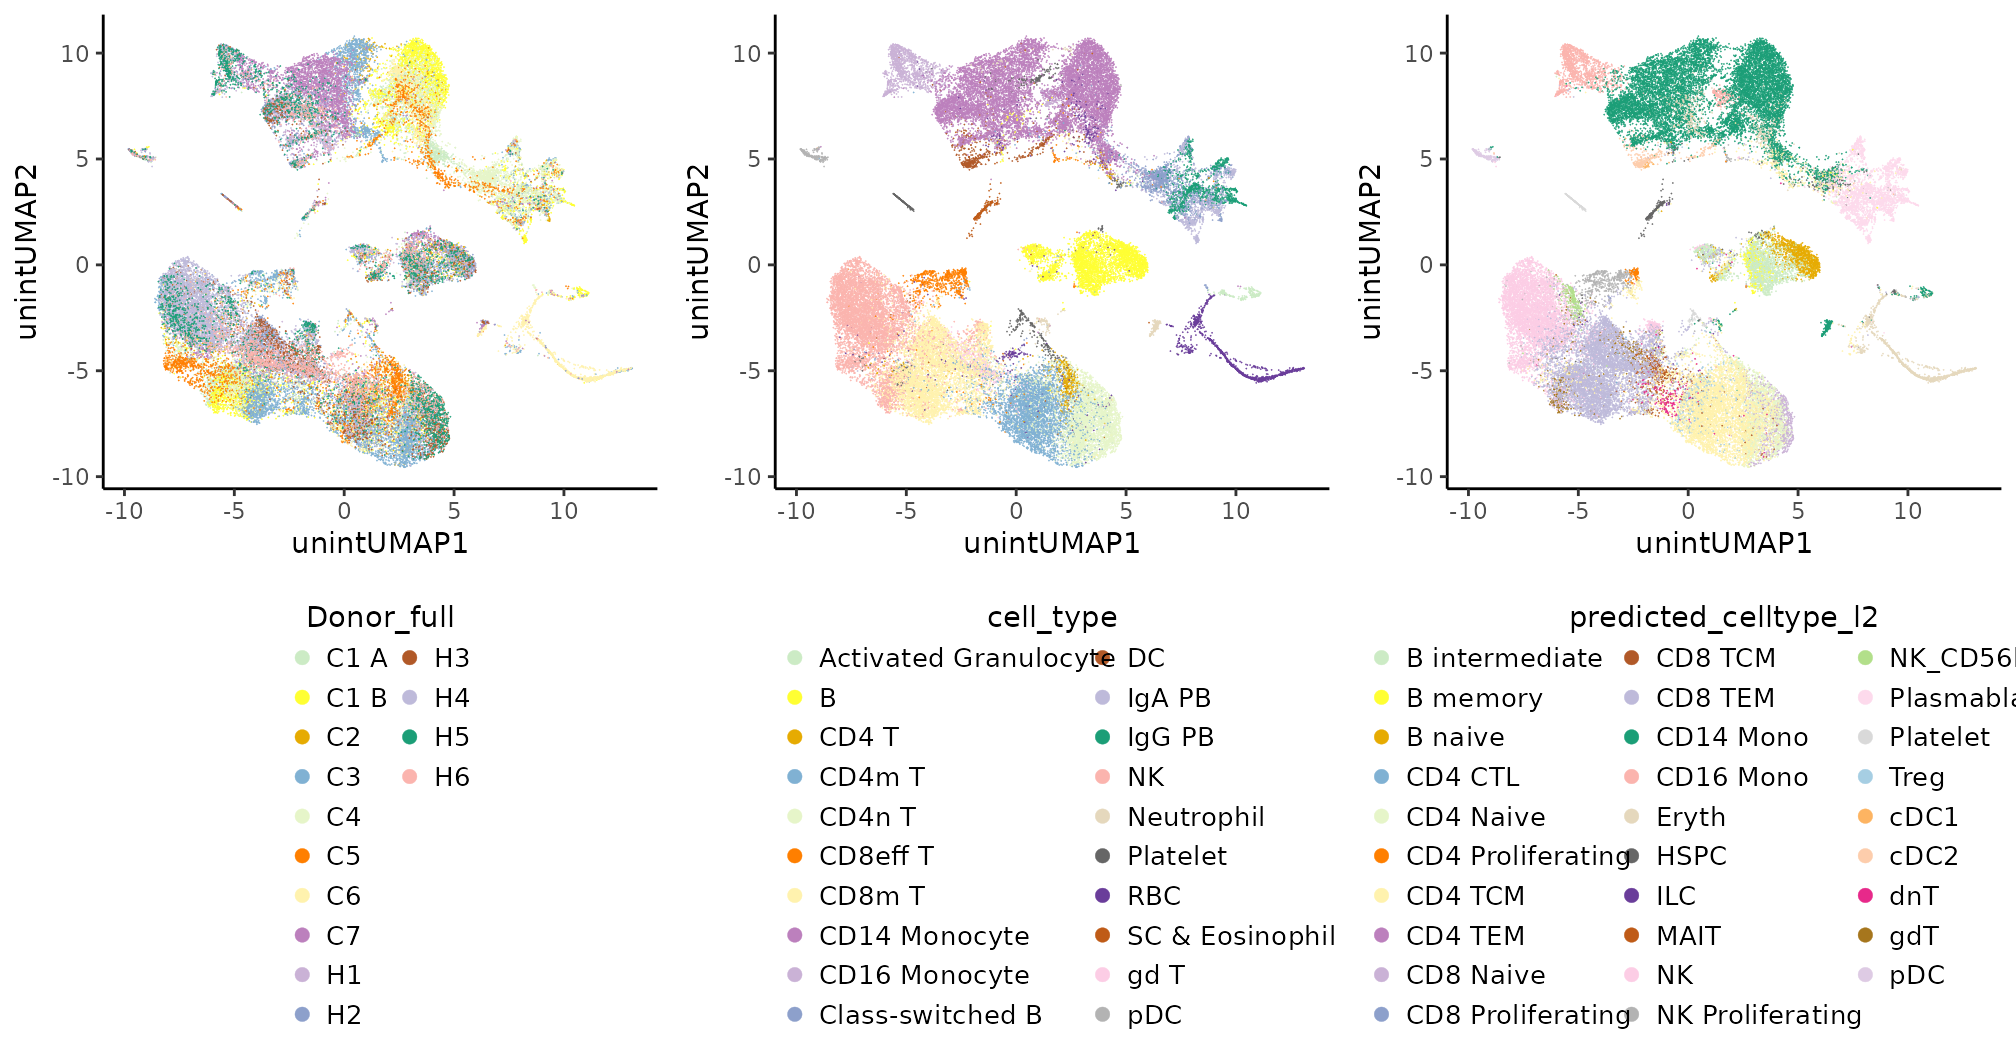 unintUMAP2
10
5
0
-5
-10
-10 -5 0 5 10
unintUMAP1
unintUMAP2
10
5
0
-5
-10
-10 -5 0 5 10
unintUMAP1
unintUMAP2
10
5
0
-5
-10
-10 -5 0 5 10
unintUMAP1
Donor_full
C1 A
C1 B
C2
C3
C4
C5
C6
C7
H1
H2
H3
H4
H5
H6
cell_type
Activated Granulocyte
B
CD4 T
CD4m T
CD4n T
CD8eff T
CD8m T
CD14 Monocyte
CD16 Monocyte
Class-switched B
DC
IgA PB
IgG PB
NK
Neutrophil
Platelet
RBC
SC & Eosinophil
gd T
pDC
predicted_celltype_l2
B intermediate
B memory
B naive
CD4 CTL
CD4 Naive
CD4 Proliferating
CD4 TCM
CD4 TEM
CD8 Naive
CD8 Proliferating
CD8 TCM
CD8 TEM
CD14 Mono
CD16 Mono
Eryth
HSPC
ILC
MAIT
NK
NK Proliferating
NK_CD56
Plasmabla
Platelet
Treg
cDC1
cDC2
dnT
gdT
pDC